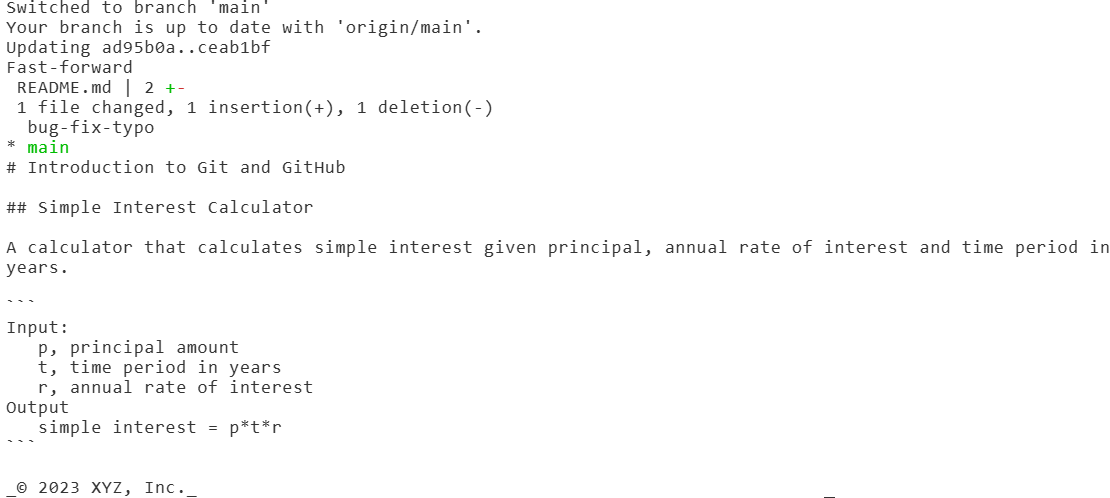 Switched to branch 'main'
Your branch is up to date with 'origin/main'.
Updating ad95b0a..ceab1bf
Fast-forward
 README.md | 2 +-
 1 file changed, 1 insertion(+), 1 deletion(-)
  bug-fix-typo
* main
# Introduction to Git and GitHub

## Simple Interest Calculator

A calculator that calculates simple interest given principal, annual rate of interest and time period in
years.

```
Input:
   p, principal amount
   t, time period in years
   r, annual rate of interest
Output
   simple interest = p*t*r
```

_© 2023 XYZ, Inc._